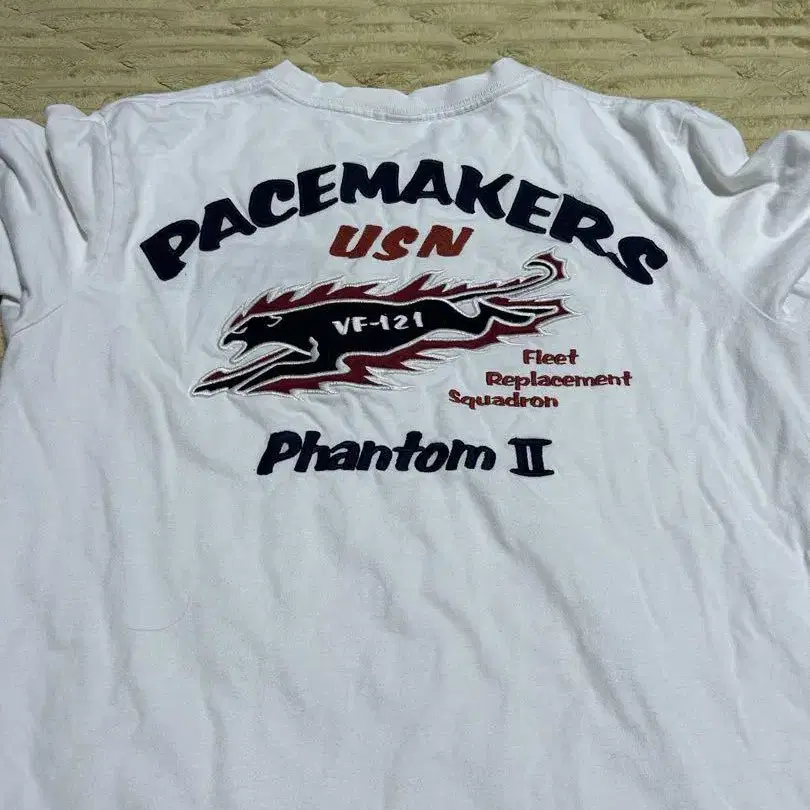 PACEMAKERS
USN
VF-121
Fleet
Replacement
Squadron
Phantom II